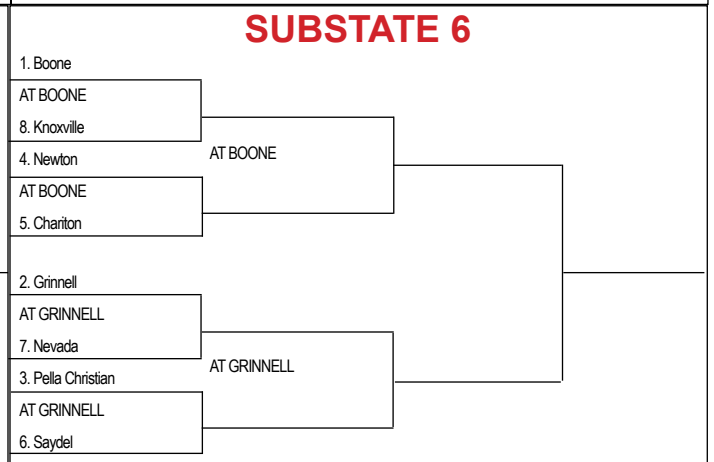 SUBSTATE 6
1. Boone
AT BOONE
8. Knoxville
AT BOONE
4. Newton
AT BOONE
5. Chariton
2. Grinnell
AT GRINNELL
7. Nevada
AT GRINNELL
3. Pella Christian
AT GRINNELL
6. Saydel